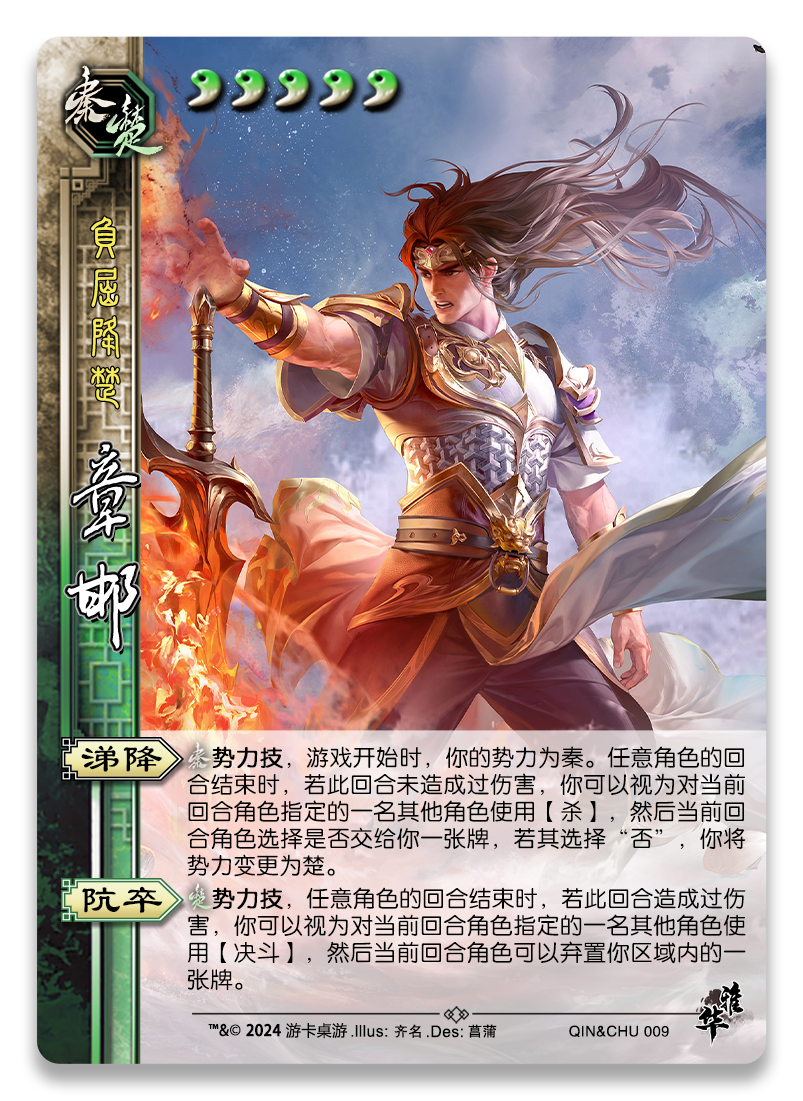 秦
楚
負屈降楚
章邯
涕降
秦势力技，游戏开始时，你的势力为秦。任意角色的回
合结束时，若此回合未造成过伤害，你可以视为对当前
回合角色指定的一名其他角色使用【杀】，然后当前回
合角色选择是否交给你一张牌，若其选择“否”，你将
势力变更为楚。
阬卒
楚势力技，任意角色的回合结束时，若此回合造成过伤
害，你可以视为对当前回合角色指定的一名其他角色使
用【决斗】，然后当前回合角色可以弃置你区域内的一
张牌。
™&© 2024 游卡桌游.Illus: 齐名.Des: 菖蒲
QIN&CHU 009
雅
华